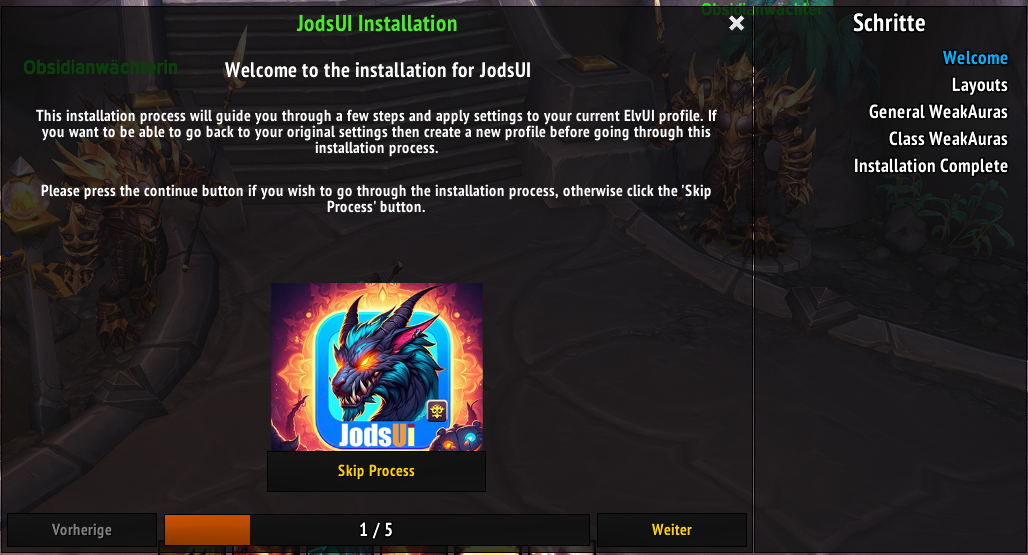 JodsUI Installation
Obsidianwächter
Schritte
Obsidianwächterin
Welcome to the installation for JodsUI
This installation process will guide you through a few steps and apply settings to your current ElvUI profile. If
you want to be able to go back to your original settings then create a new profile before going through this
installation process.
Please press the continue button if you wish to go through the installation process, otherwise click the 'Skip
Process' button.
JodsUi
Skip Process
Vorherige
1 / 5
Weiter
Welcome
Layouts
General WeakAuras
Class WeakAuras
Installation Complete